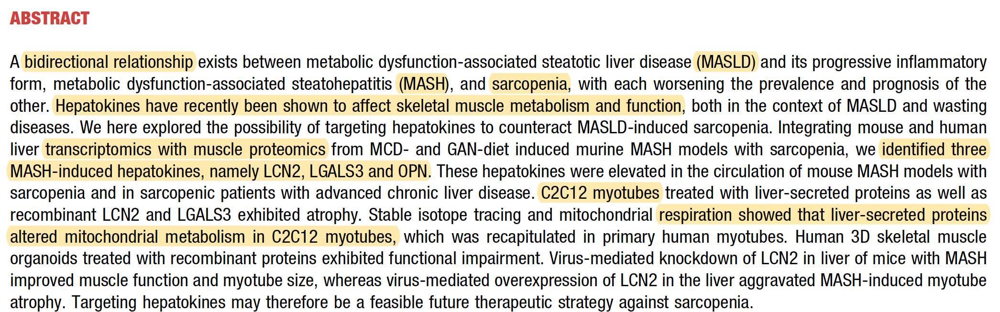 ABSTRACT
A bidirectional relationship exists between metabolic dysfunction-associated steatotic liver disease (MASLD) and its progressive inflammatory
form, metabolic dysfunction-associated steatohepatitis (MASH), and sarcopenia, with each worsening the prevalence and prognosis of the
other. Hepatokines have recently been shown to affect skeletal muscle metabolism and function, both in the context of MASLD and wasting
diseases. We here explored the possibility of targeting hepatokines to counteract MASLD-induced sarcopenia. Integrating mouse and human
liver transcriptomics with muscle proteomics from MCD- and GAN-diet induced murine MASH models with sarcopenia, we identified three
MASH-induced hepatokines, namely LCN2, LGALS3 and OPN. These hepatokines were elevated in the circulation of mouse MASH models with
sarcopenia and in sarcopenic patients with advanced chronic liver disease. C2C12 myotubes treated with liver-secreted proteins as well as
recombinant LCN2 and LGALS3 exhibited atrophy. Stable isotope tracing and mitochondrial respiration showed that liver-secreted proteins
altered mitochondrial metabolism in C2C12 myotubes, which was recapitulated in primary human myotubes. Human 3D skeletal muscle
organoids treated with recombinant proteins exhibited functional impairment. Virus-mediated knockdown of LCN2 in liver of mice with MASH
improved muscle function and myotube size, whereas virus-mediated overexpression of LCN2 in the liver aggravated MASH-induced myotube
atrophy. Targeting hepatokines may therefore be a feasible future therapeutic strategy against sarcopenia.